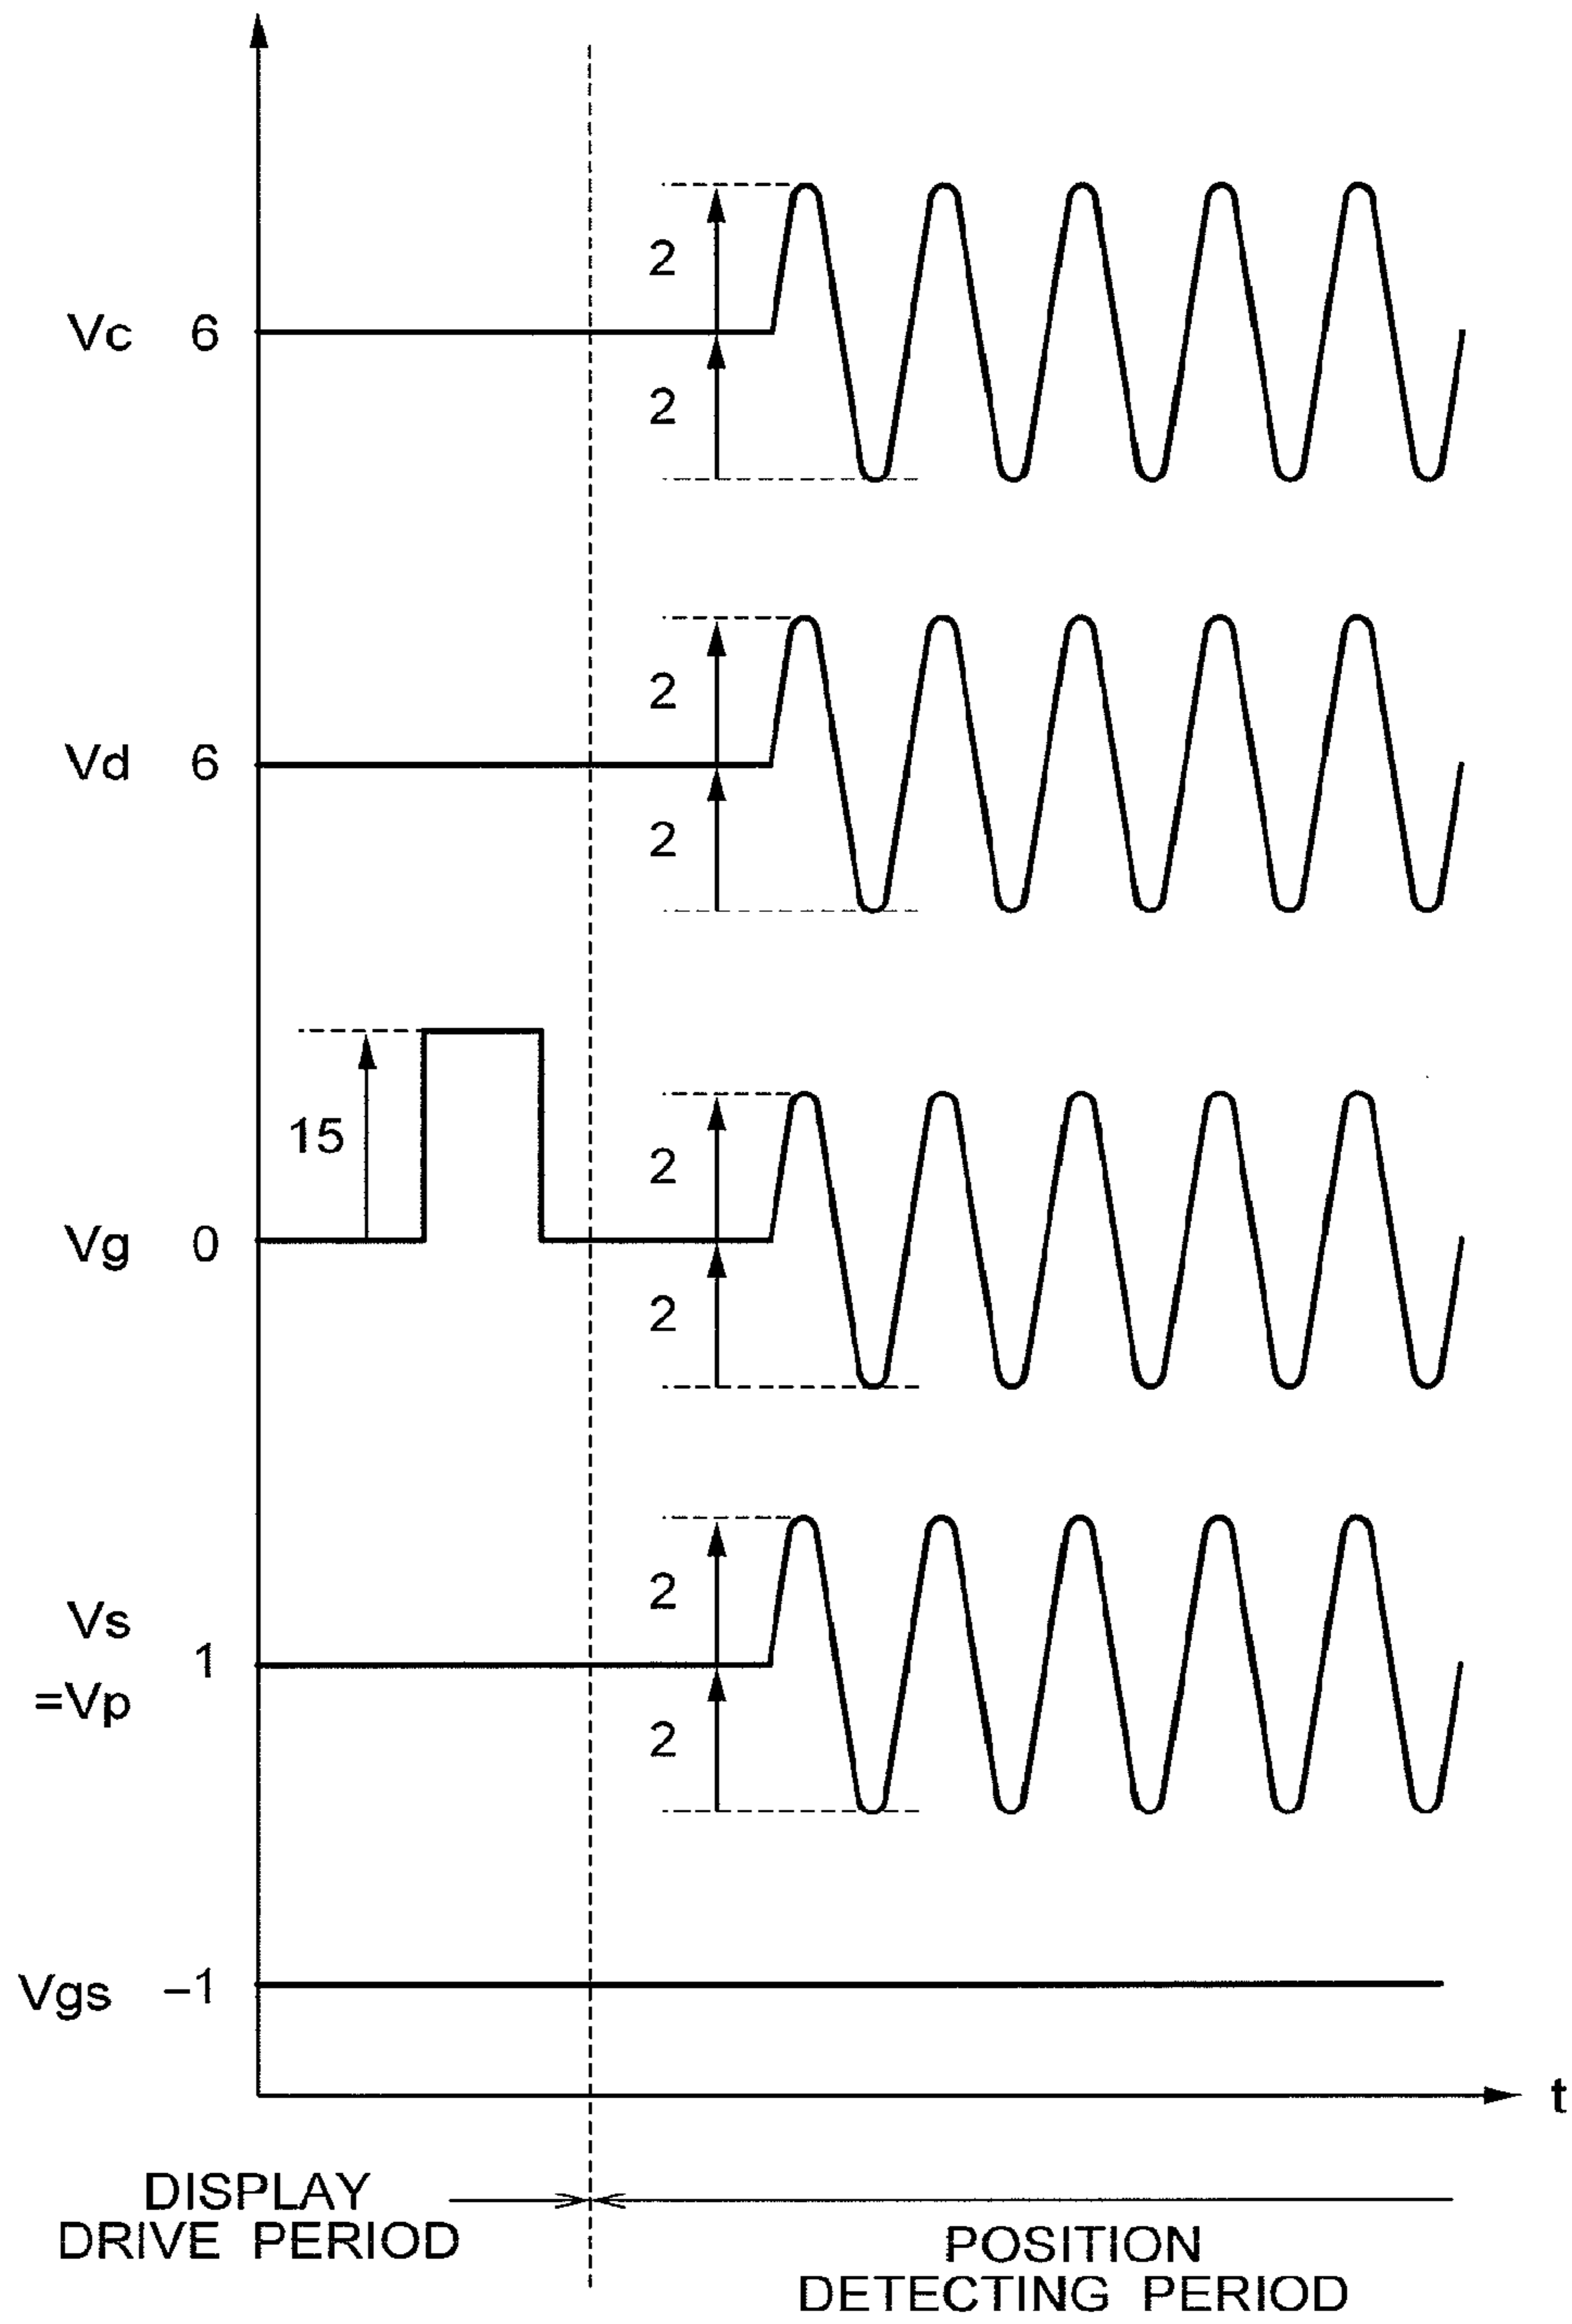 2
Vc 6
2
2
Vd 6
2
15
2
Vg 0
2
2
Vs
1
=Vp
2
Vgs −1
t
DISPLAY
DRIVE PERIOD
POSITION
DETECTING PERIOD